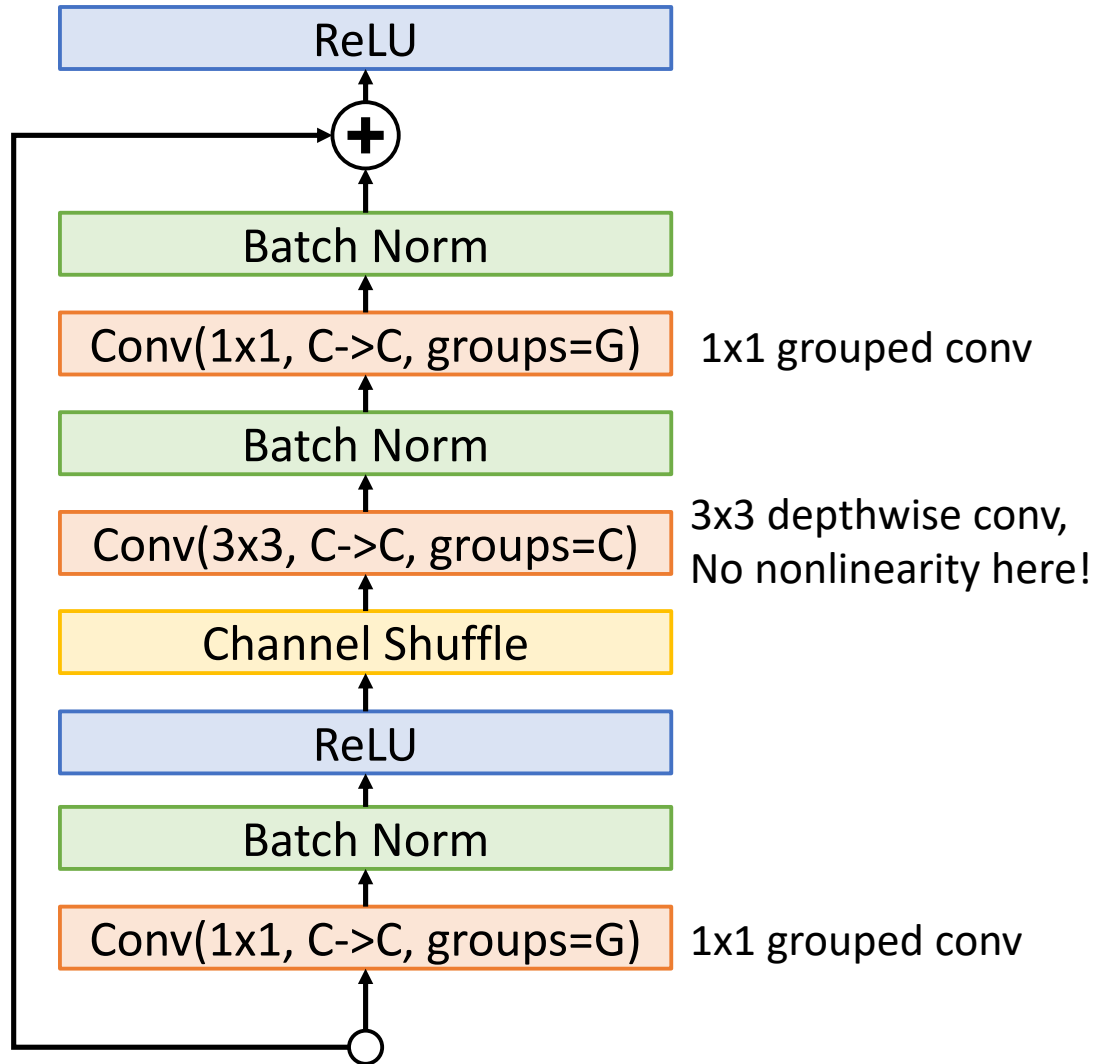 ReLU
+
Batch Norm
Conv(1x1, C->C, groups=G)
1x1 grouped conv
Batch Norm
Conv(3x3, C->C, groups=C)
3x3 depthwise conv,
No nonlinearity here!
Channel Shuffle
ReLU
Batch Norm
Conv(1x1, C->C, groups=G)
1x1 grouped conv